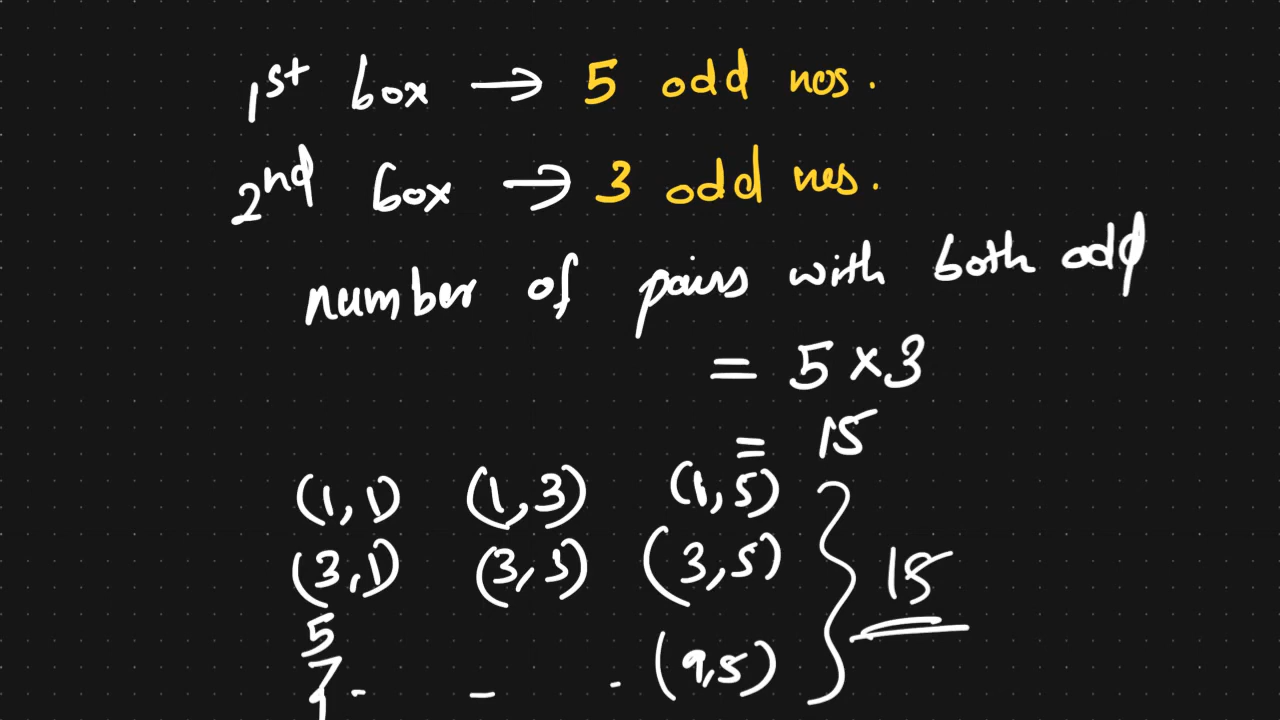 1st box → 5 odd nos.
2nd box → 3 odd nos.
number of pairs with both odd
= 5 × 3
= 15
(1,1) (1,3) (1,5)
(3,1) (3,3) (3,5) } 15
5
7 (9,5)
9 - - -